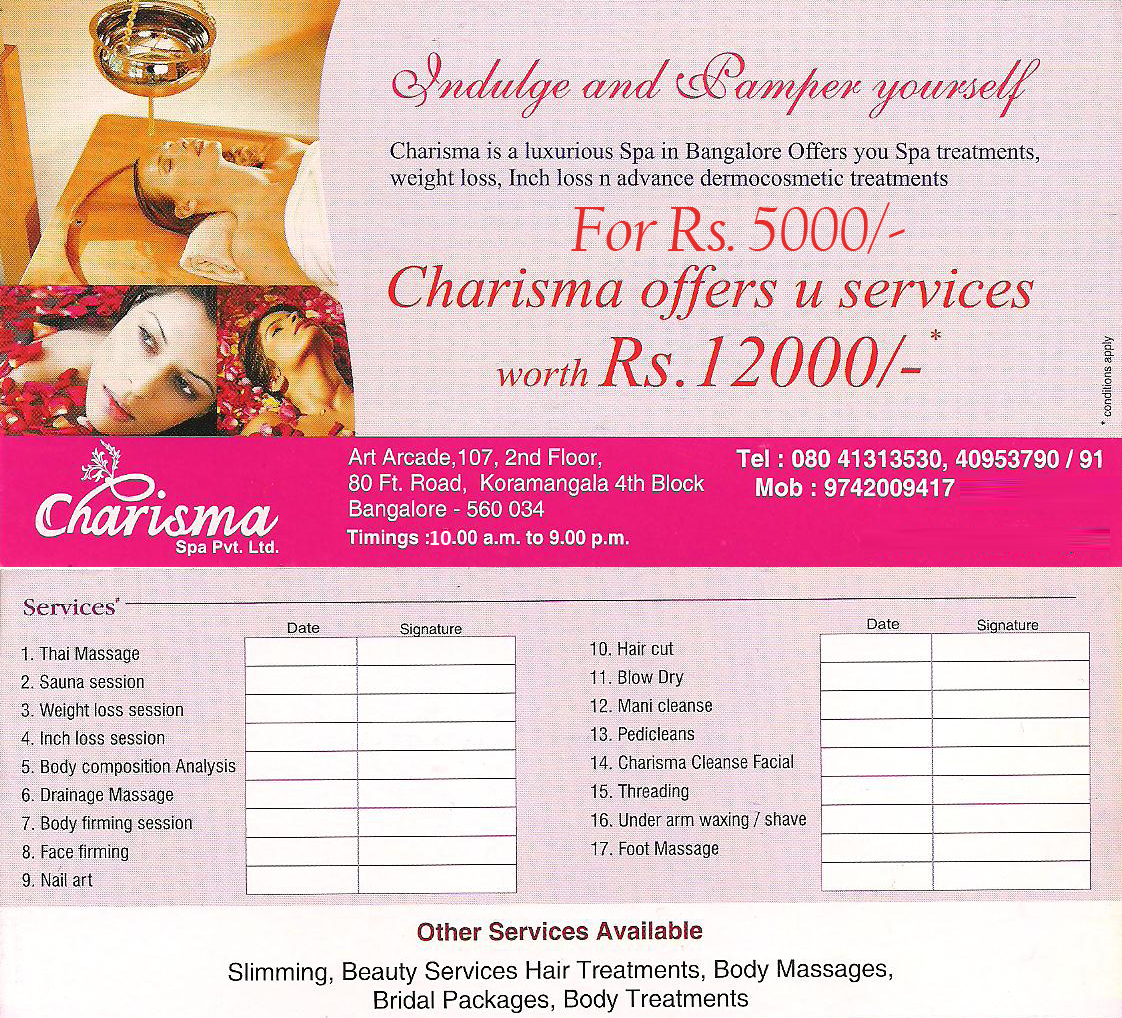 Indulge and Pamper yourself
Charisma is a luxurious Spa in Bangalore Offers you Spa treatments,
weight loss, Inch loss n advance dermocosmetic treatments
For Rs. 5000/-
Charisma offers u services
worth Rs.12000/-*
* conditions apply
Charisma
Spa Pvt. Ltd.
Art Arcade,107, 2nd Floor,
80 Ft. Road, Koramangala 4th Block
Bangalore - 560 034
Timings :10.00 a.m. to 9.00 p.m.
Tel : 080 41313530, 40953790 / 91
Mob : 9742009417
Services*
Date Signature
1. Thai Massage
2. Sauna session
3. Weight loss session
4. Inch loss session
5. Body composition Analysis
6. Drainage Massage
7. Body firming session
8. Face firming
9. Nail art
Date Signature
10. Hair cut
11. Blow Dry
12. Mani cleanse
13. Pedicleans
14. Charisma Cleanse Facial
15. Threading
16. Under arm waxing / shave
17. Foot Massage
Other Services Available
Slimming, Beauty Services Hair Treatments, Body Massages,
Bridal Packages, Body Treatments